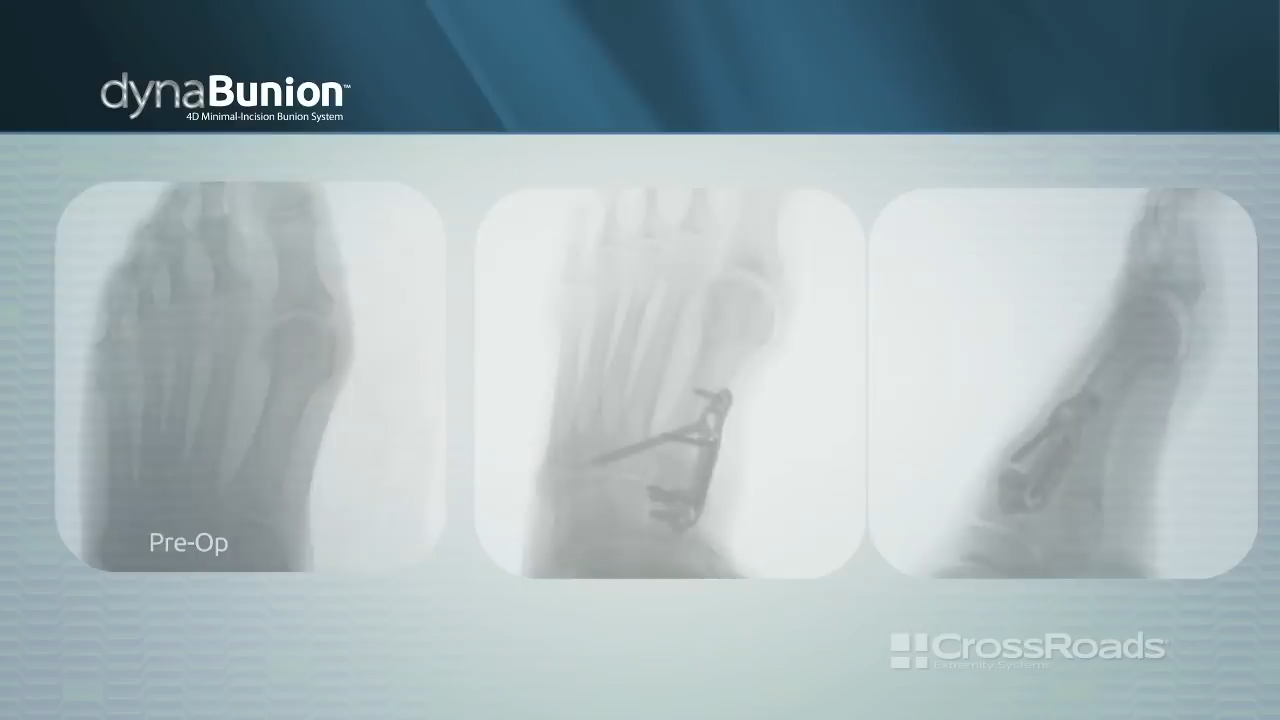 dynaBunion™
4D Minimal-Incision Bunion System
Pre-Op
CrossRoads
Extremity Systems